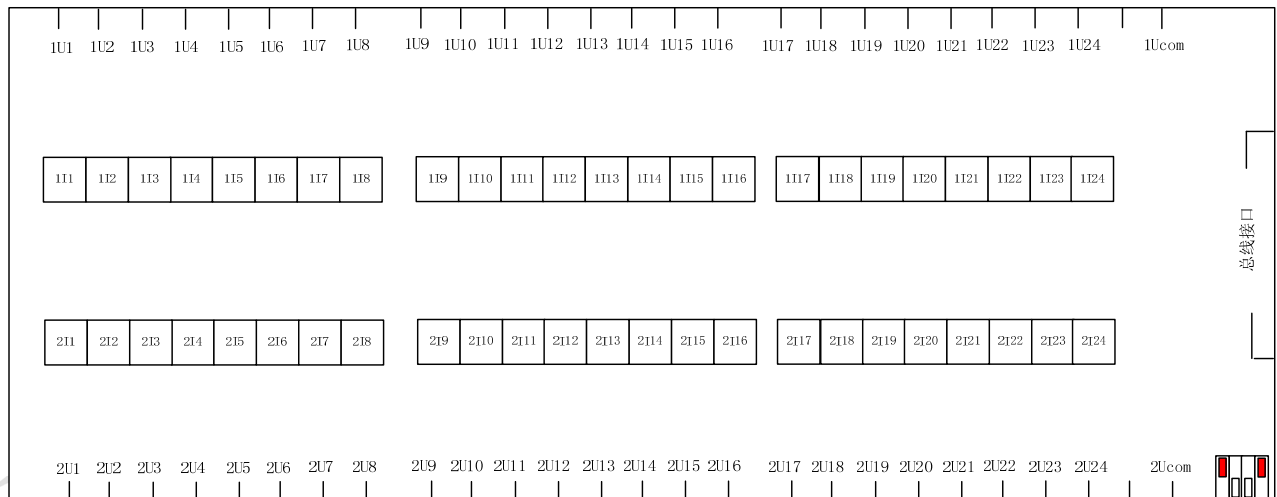 1U1 1U2 1U3 1U4 1U5 1U6 1U7 1U8 1U9 1U10 1U11 1U12 1U13 1U14 1U15 1U16 1U17 1U18 1U19 1U20 1U21 1U22 1U23 1U24 1Ucom
1I1 1I2 1I3 1I4 1I5 1I6 1I7 1I8 1I9 1I10 1I11 1I12 1I13 1I14 1I15 1I16 1I17 1I18 1I19 1I20 1I21 1I22 1I23 1I24
总线接口
2I1 2I2 2I3 2I4 2I5 2I6 2I7 2I8 2I9 2I10 2I11 2I12 2I13 2I14 2I15 2I16 2I17 2I18 2I19 2I20 2I21 2I22 2I23 2I24
2U1 2U2 2U3 2U4 2U5 2U6 2U7 2U8 2U9 2U10 2U11 2U12 2U13 2U14 2U15 2U16 2U17 2U18 2U19 2U20 2U21 2U22 2U23 2U24 2Ucom